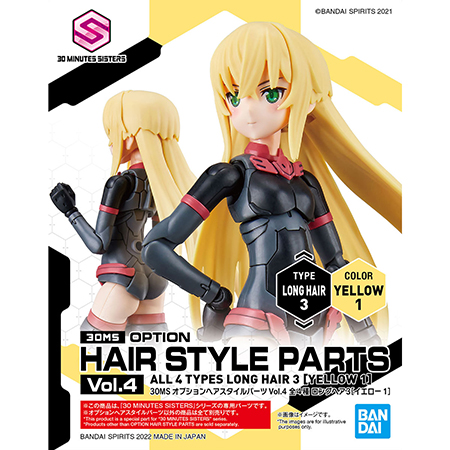 ©BANDAI SPIRITS 2021
30 MINUTES SISTERS
TYPE
LONG HAIR
3
COLOR
YELLOW
1
30MS OPTION
HAIR STYLE PARTS
Vol.4
ALL 4 TYPES LONG HAIR 3 [YELLOW 1]
30MS オプションヘアスタイルパーツ Vol.4 全4種 ロングヘア3[イエロー 1]
※この商品は、「30 MINUTES SISTERS」シリーズの専用パーツです。
※オプションヘアスタイルパーツ以外の商品は全て別売りです。
*This product is a special part for "30 MINUTES SISTERS" series.
*Products other than OPTION HAIR STYLE PARTS are sold separately.
※画像はイメージです。
*The images are for illustrative purposes only.
BAN
DAI
BANDAI SPIRITS 2022 MADE IN JAPAN